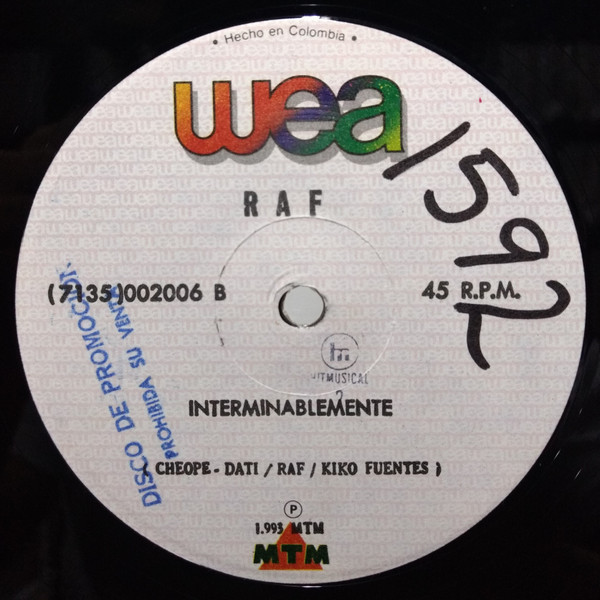 • Hecho en Colombia •
wea
1592
RAF
(7135)002006 B
45 R.P.M.
DISCO DE PROMOCION.
PROHIBIDA SU VENTA
HITMUSICAL
INTERMINABLEMENTE
( CHEOPE - DATI / RAF / KIKO FUENTES )
Ⓟ
1.993 MTM
MTM